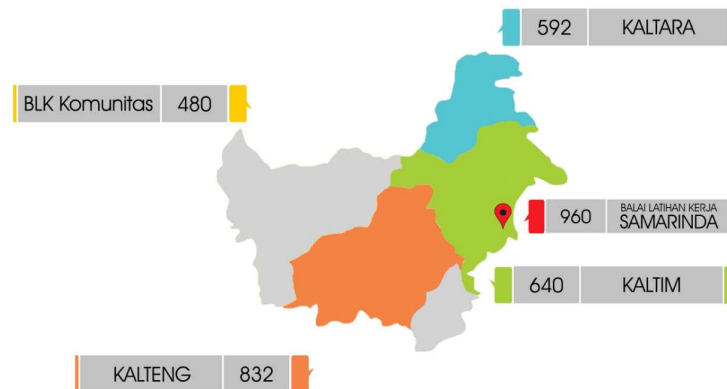 592 KALTARA
BLK Komunitas 480
960 BALAI LATIHAN KERJA
SAMARINDA
640 KALTIM
KALTENG 832